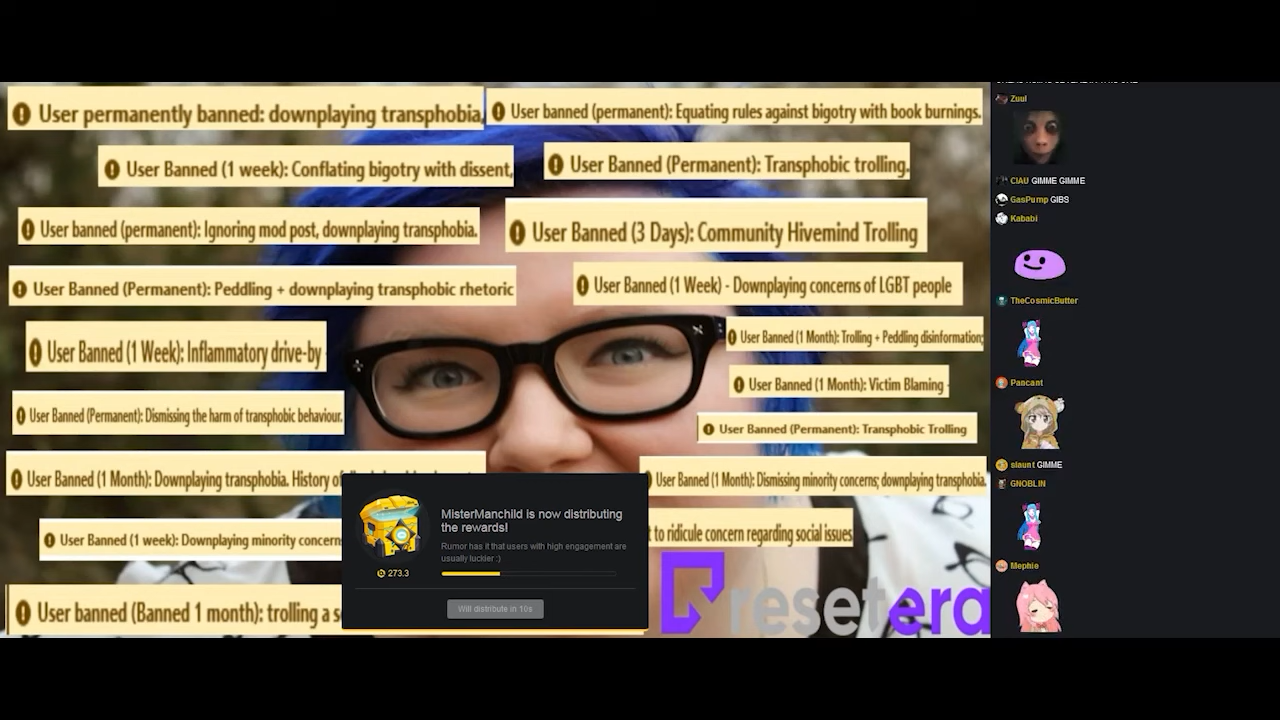 User permanently banned: downplaying transphobia,
User banned (permanent): Equating rules against bigotry with book burnings.
User Banned (1 week): Conflating bigotry with dissent,
User Banned (Permanent): Transphobic trolling.
User banned (permanent): Ignoring mod post, downplaying transphobia.
User Banned (3 Days): Community Hivemind Trolling
User Banned (Permanent): Peddling + downplaying transphobic rhetoric
User Banned (1 Week) - Downplaying concerns of LGBT people
User Banned (1 Week): Inflammatory drive-by
User Banned (1 Month): Trolling + Peddling disinformation;
User Banned (1 Month): Victim Blaming -
User Banned (Permanent): Dismissing the harm of transphobic behaviour.
User Banned (Permanent): Transphobic Trolling
User Banned (1 Month): Downplaying transphobia. History of
User Banned (1 Month): Dismissing minority concerns; downplaying transphobia.
User Banned (1 week): Downplaying minority concern
t to ridicule concern regarding social issues
User banned (Banned 1 month): trolling a s
resetera
MisterManchild is now distributing
the rewards!
Rumor has it that users with high engagement are
usually luckier :)
273.3
Will distribute in 10s
Zuul
CIAU GIMME GIMME
GasPump GIBS
Kababi
TheCosmicButter
Pancant
slaunt GIMME
GNOBLIN
Mephie